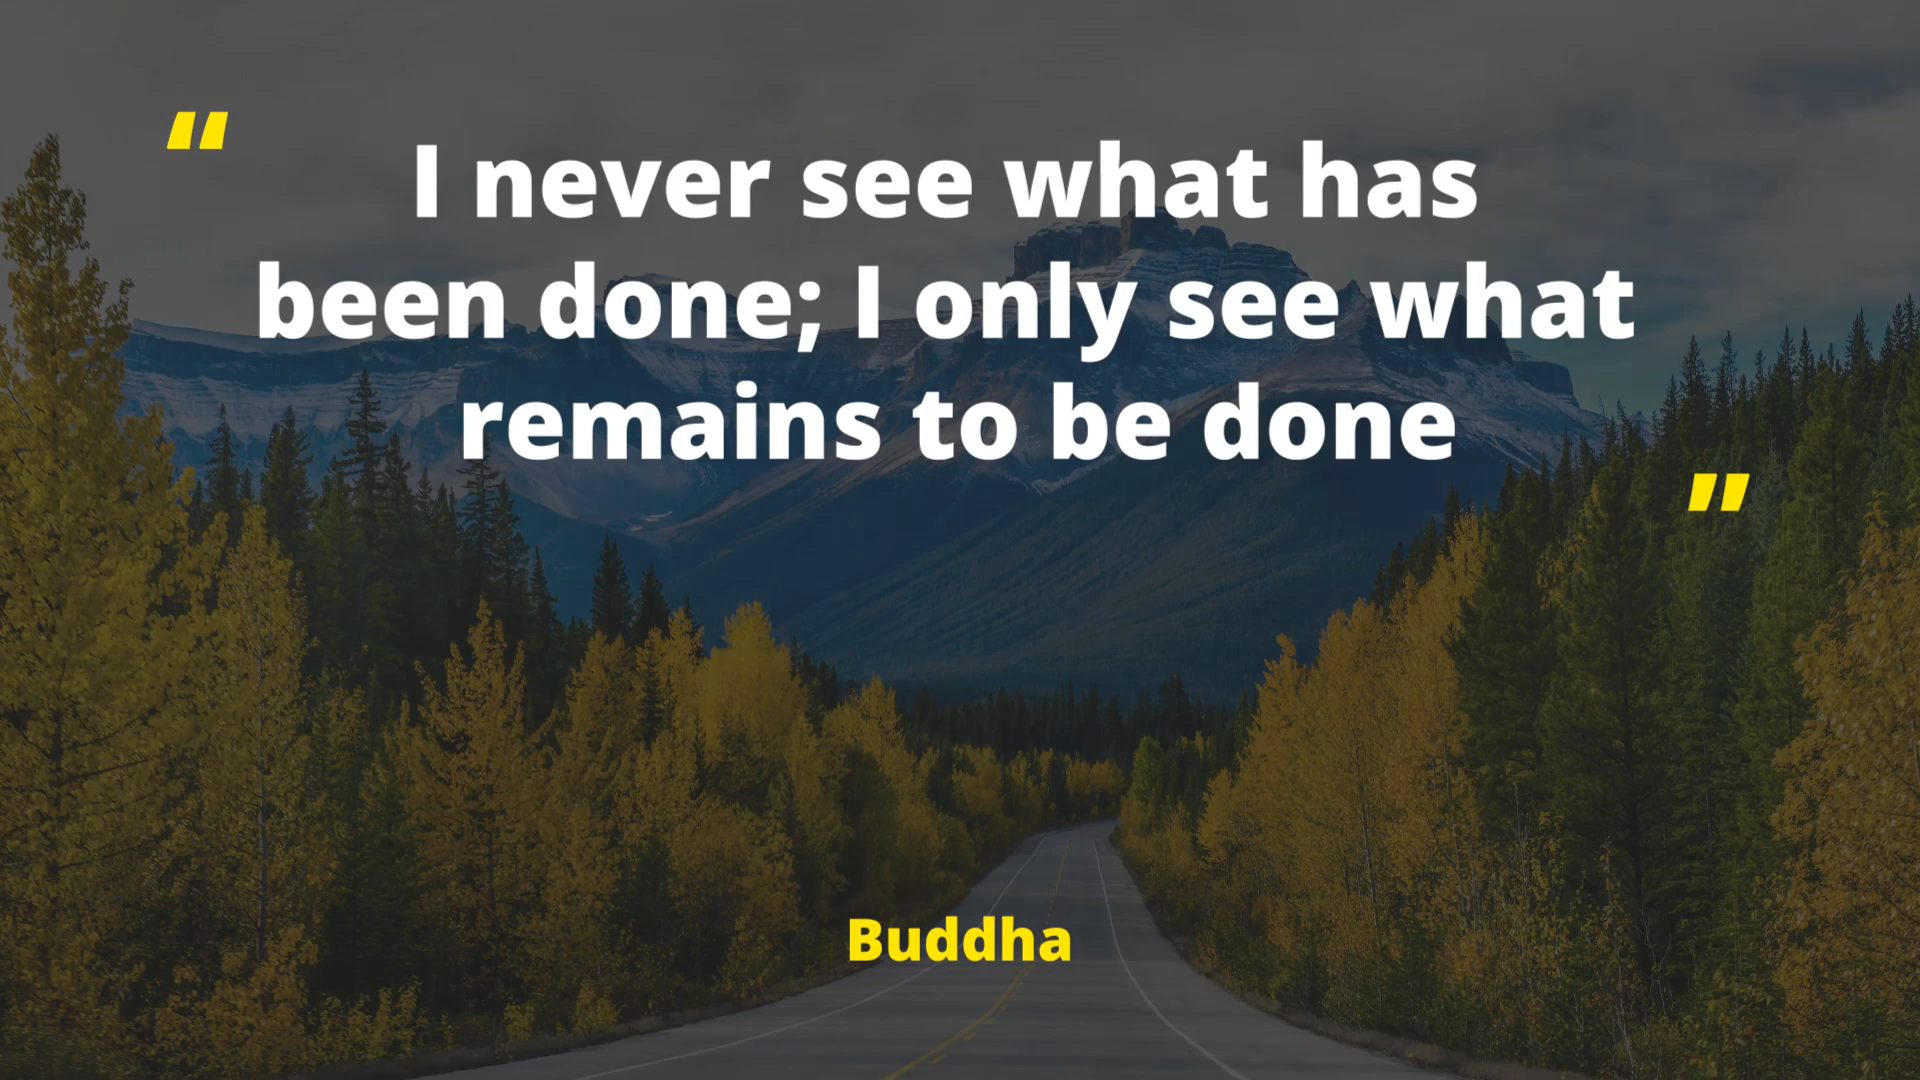 “
I never see what has
been done; I only see what
remains to be done
”
Buddha